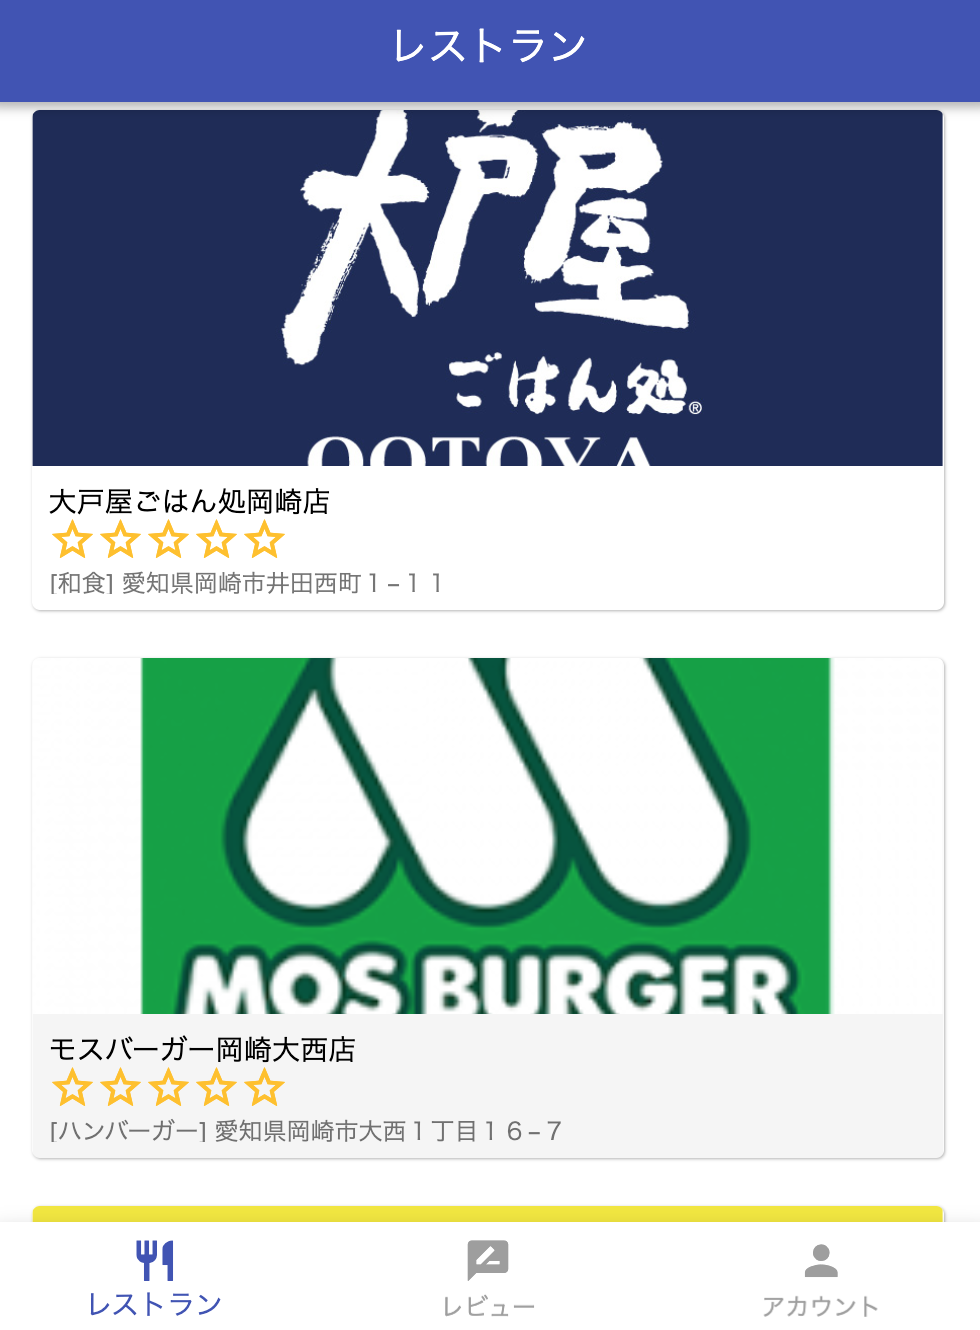 レストラン
大戸屋
ごはん処®
OOTOYA
大戸屋ごはん処岡崎店
[和食] 愛知県岡崎市井田西町１−１１
MOS BURGER
モスバーガー岡崎大西店
[ハンバーガー] 愛知県岡崎市大西１丁目１６−７
レストラン
レビュー
アカウント